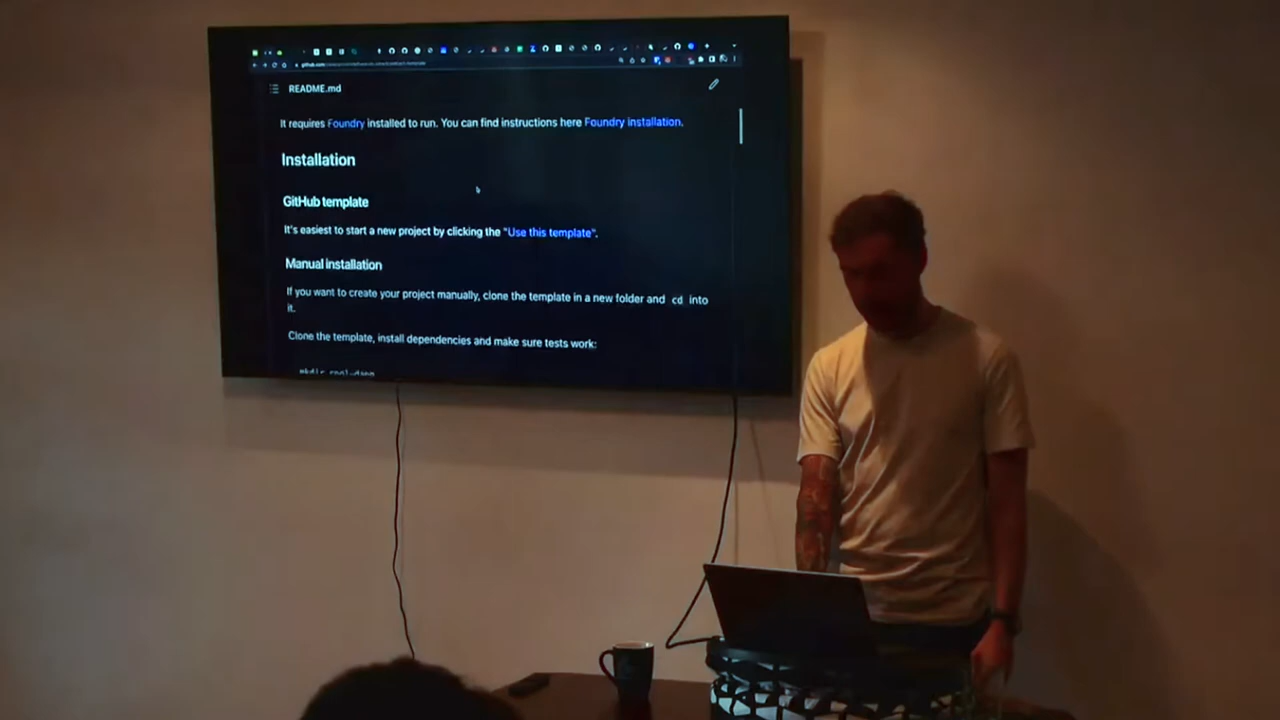 README.md
It requires Foundry installed to run. You can find instructions here Foundry installation.
Installation
GitHub template
It's easiest to start a new project by clicking the "Use this template".
Manual installation
If you want to create your project manually, clone the template in a new folder and cd into
it.
Clone the template, install dependencies and make sure tests work:
mkdir